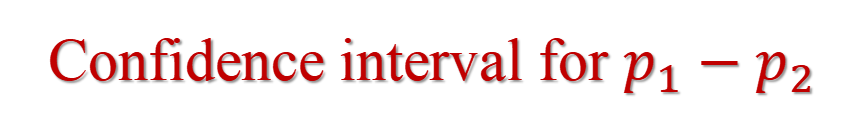 Confidence interval for 𝑝₁ − 𝑝₂